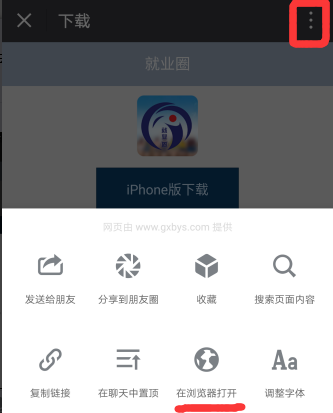 下载
就业圈
iPhone版下载
网页由 www.gxbys.com 提供
发送给朋友 分享到朋友圈 收藏 搜索页面内容
复制链接 在聊天中置顶 在浏览器打开 调整字体